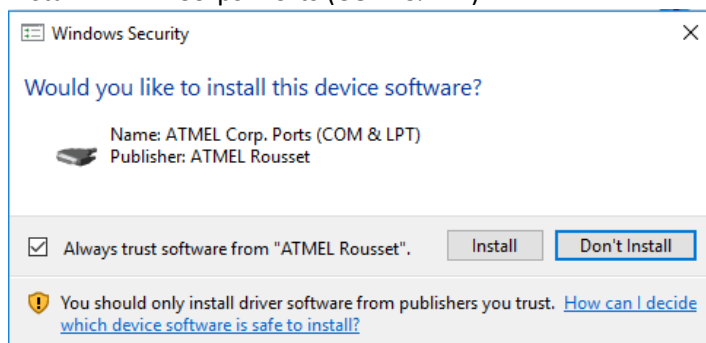 Windows Security
Would you like to install this device software?
Name: ATMEL Corp. Ports (COM & LPT)
Publisher: ATMEL Rousset
Always trust software from "ATMEL Rousset".
Install
Don't Install
You should only install driver software from publishers you trust. How can I decide
which device software is safe to install?